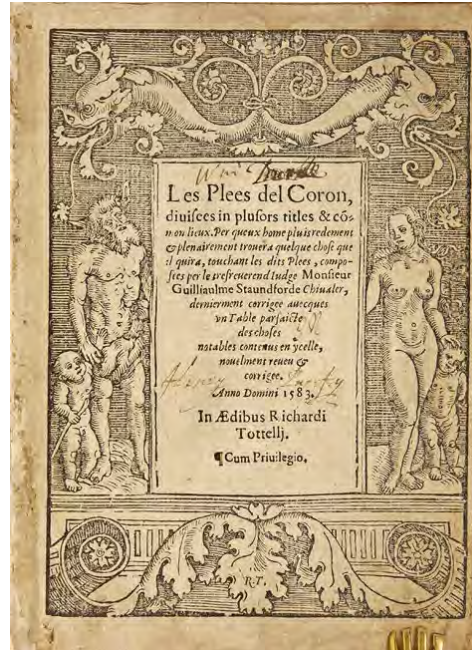 Les Plees del Coron,
diuisees in plusors titles & cõ-
mon lieux. Per queux home pluis redement
& plenairement trouera quelque chose que
il quira, touchant les dits Plees, compo-
sees per le tresreuerend Iudge Monsieur
Guilliaulme Staundforde Chiualer,
dernierment corrigee auecques
vn Table parfaicte
des choses
notables contenus en ycelle,
nouelment reueu &
corrigee.
Anno Domini 1583.
In Ædibus Richardi
Tottellj.
¶Cum Priuilegio.
R.T.